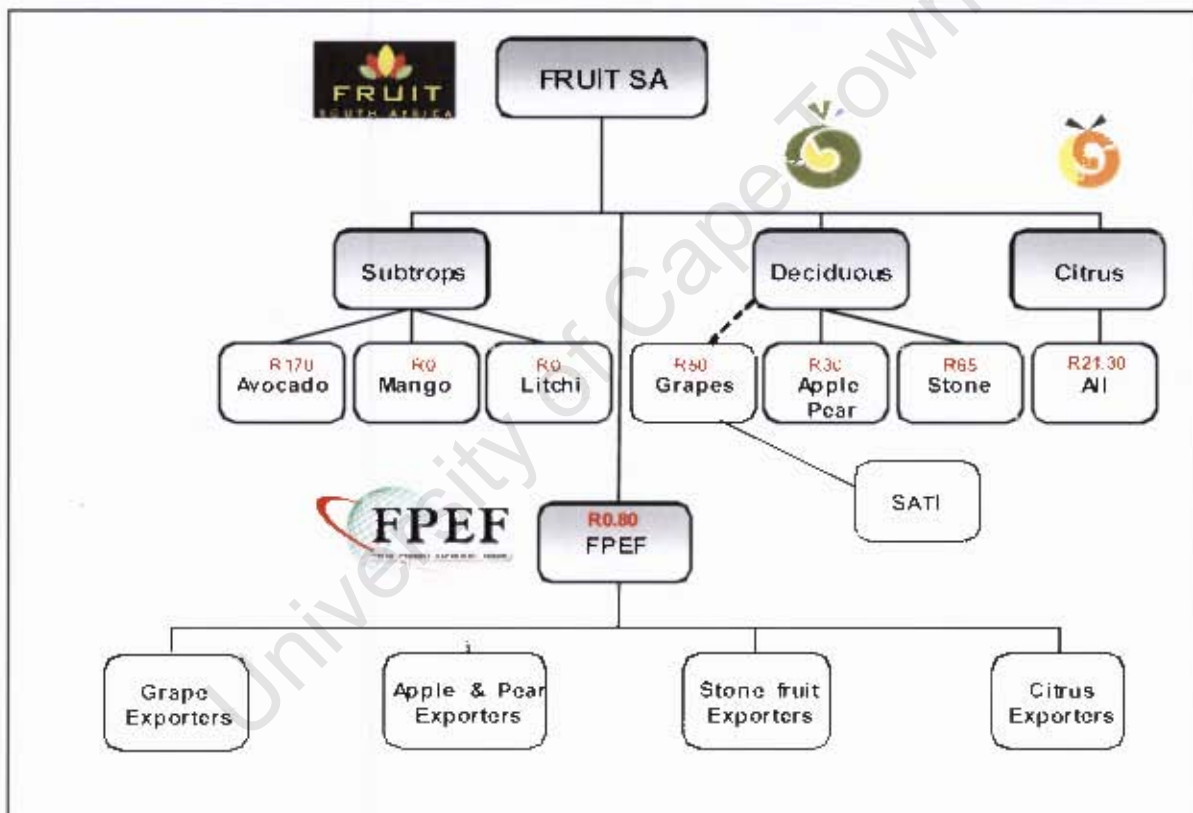 FRUIT
SOUTH AFRICA
FRUIT SA
Subtrops
Deciduous
Citrus
R170
Avocado
R0
Mango
R0
Litchi
R50
Grapes
R30
Apple
Pear
R65
Stone
R21.30
All
SATI
FPEF
R0.80
FPEF
Grape
Exporters
Apple & Pear
Exporters
Stone fruit
Exporters
Citrus
Exporters
University of Cape Town